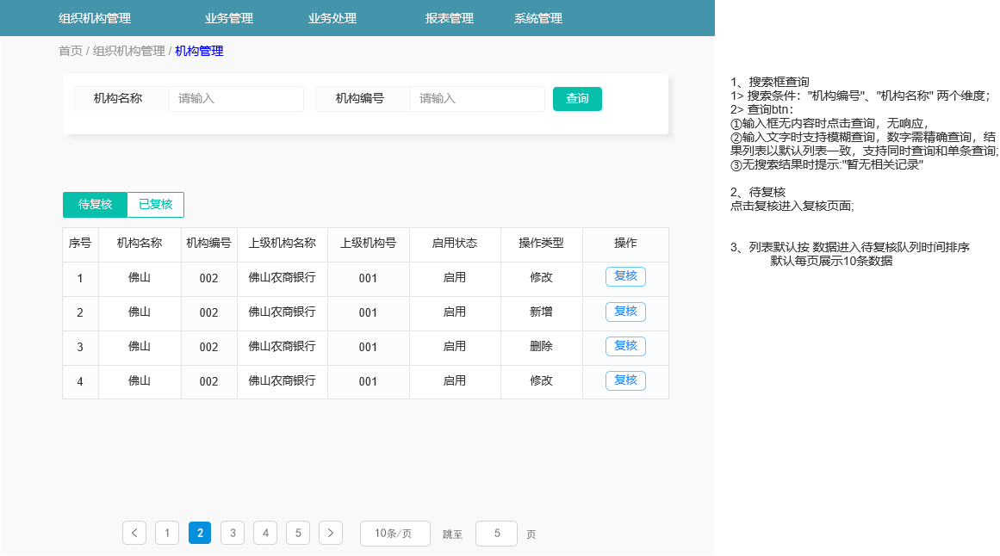 组织机构管理 业务管理 业务处理 报表管理 系统管理
首页 / 组织机构管理 / 机构管理
机构名称 请输入 机构编号 请输入 查询
待复核 已复核
序号 机构名称 机构编号 上级机构名称 上级机构号 启用状态 操作类型 操作
1 佛山 002 佛山农商银行 001 启用 修改 复核
2 佛山 002 佛山农商银行 001 启用 新增 复核
3 佛山 002 佛山农商银行 001 启用 删除 复核
4 佛山 002 佛山农商银行 001 启用 修改 复核
< 1 2 3 4 5 > 10条/页 跳至 5 页
1、搜索框查询
1> 搜索条件："机构编号"、"机构名称" 两个维度；
2> 查询btn：
①输入框无内容时点击查询，无响应，
②输入文字时支持模糊查询，数字需精确查询，结
果列表以默认列表一致，支持同时查询和单条查询;
③无搜索结果时提示:"暂无相关记录"
2、待复核
点击复核进入复核页面;
3、列表默认按 数据进入待复核队列时间排序
默认每页展示10条数据